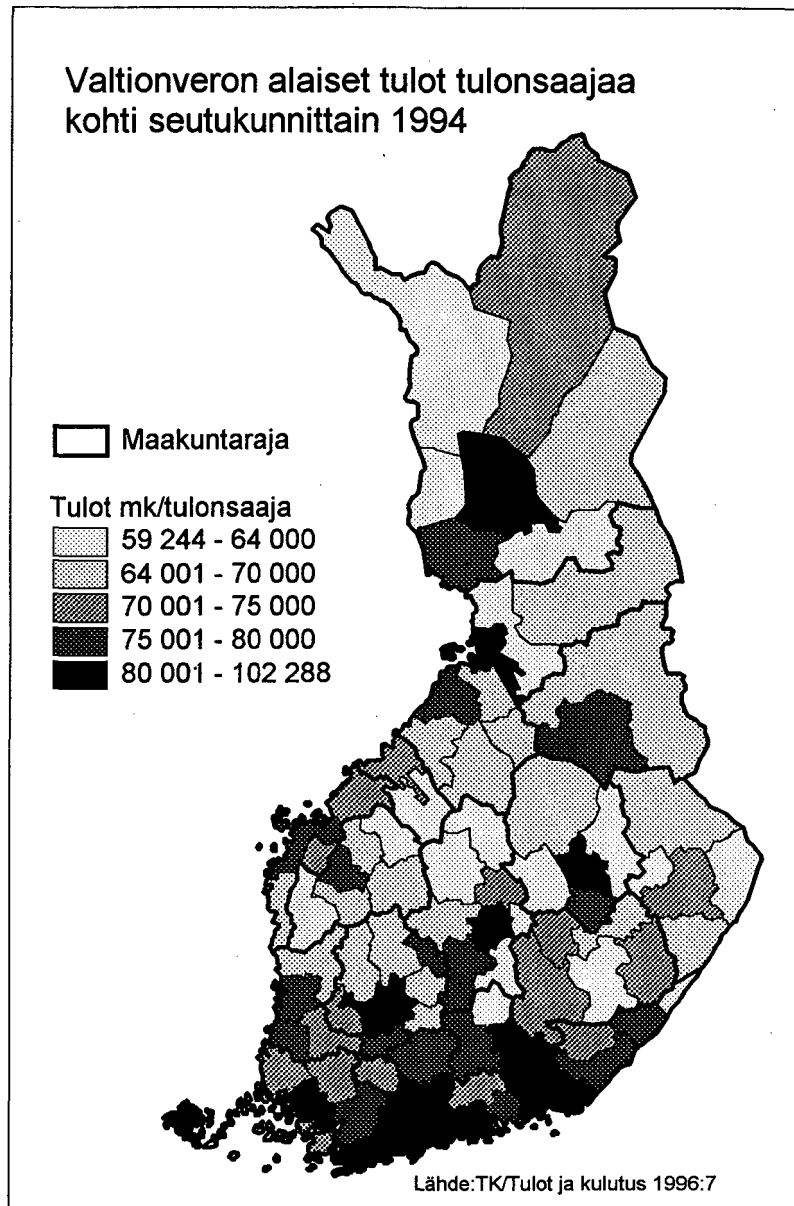 Valtionveron alaiset tulot tulonsaajaa
kohti seutukunnittain 1994
Maakuntaraja
Tulot mk/tulonsaaja
59 244 - 64 000
64 001 - 70 000
70 001 - 75 000
75 001 - 80 000
80 001 - 102 288
Lähde:TK/Tulot ja kulutus 1996:7